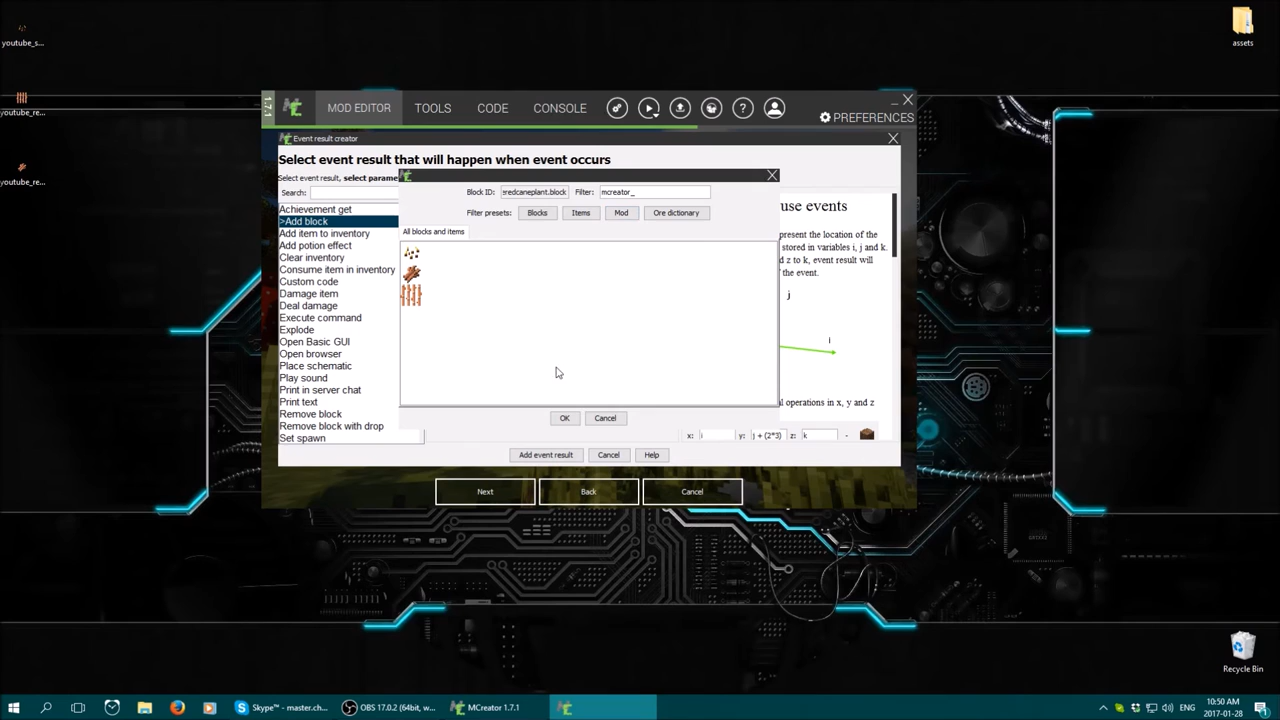 youtube_s...
youtube_re...
youtube_re...
assets
1.7.1
MOD EDITOR
TOOLS
CODE
CONSOLE
PREFERENCES
Event result creator
Select event result that will happen when event occurs
Select event result, select parame
Search:
Achievement get
>Add block
Add item to inventory
Add potion effect
Clear inventory
Consume item in inventory
Custom code
Damage item
Deal damage
Execute command
Explode
Open Basic GUI
Open browser
Place schematic
Play sound
Print in server chat
Print text
Remove block
Remove block with drop
Set spawn
Block ID:
redcaneplant.block
Filter:
mcreator_
Filter presets:
Blocks
Items
Mod
Ore dictionary
All blocks and items
OK
Cancel
use events
present the location of the
stored in variables i, j and k.
and z to k, event result will
f the event.
j
i
al operations in x, y and z
x: i y: j + (2*3) z: k -
Add event result
Cancel
Help
Next
Back
Cancel
Recycle Bin
Skype™ - master.ch...
OBS 17.0.2 (64bit, w...
MCreator 1.7.1
ENG
10:50 AM
2017-01-28